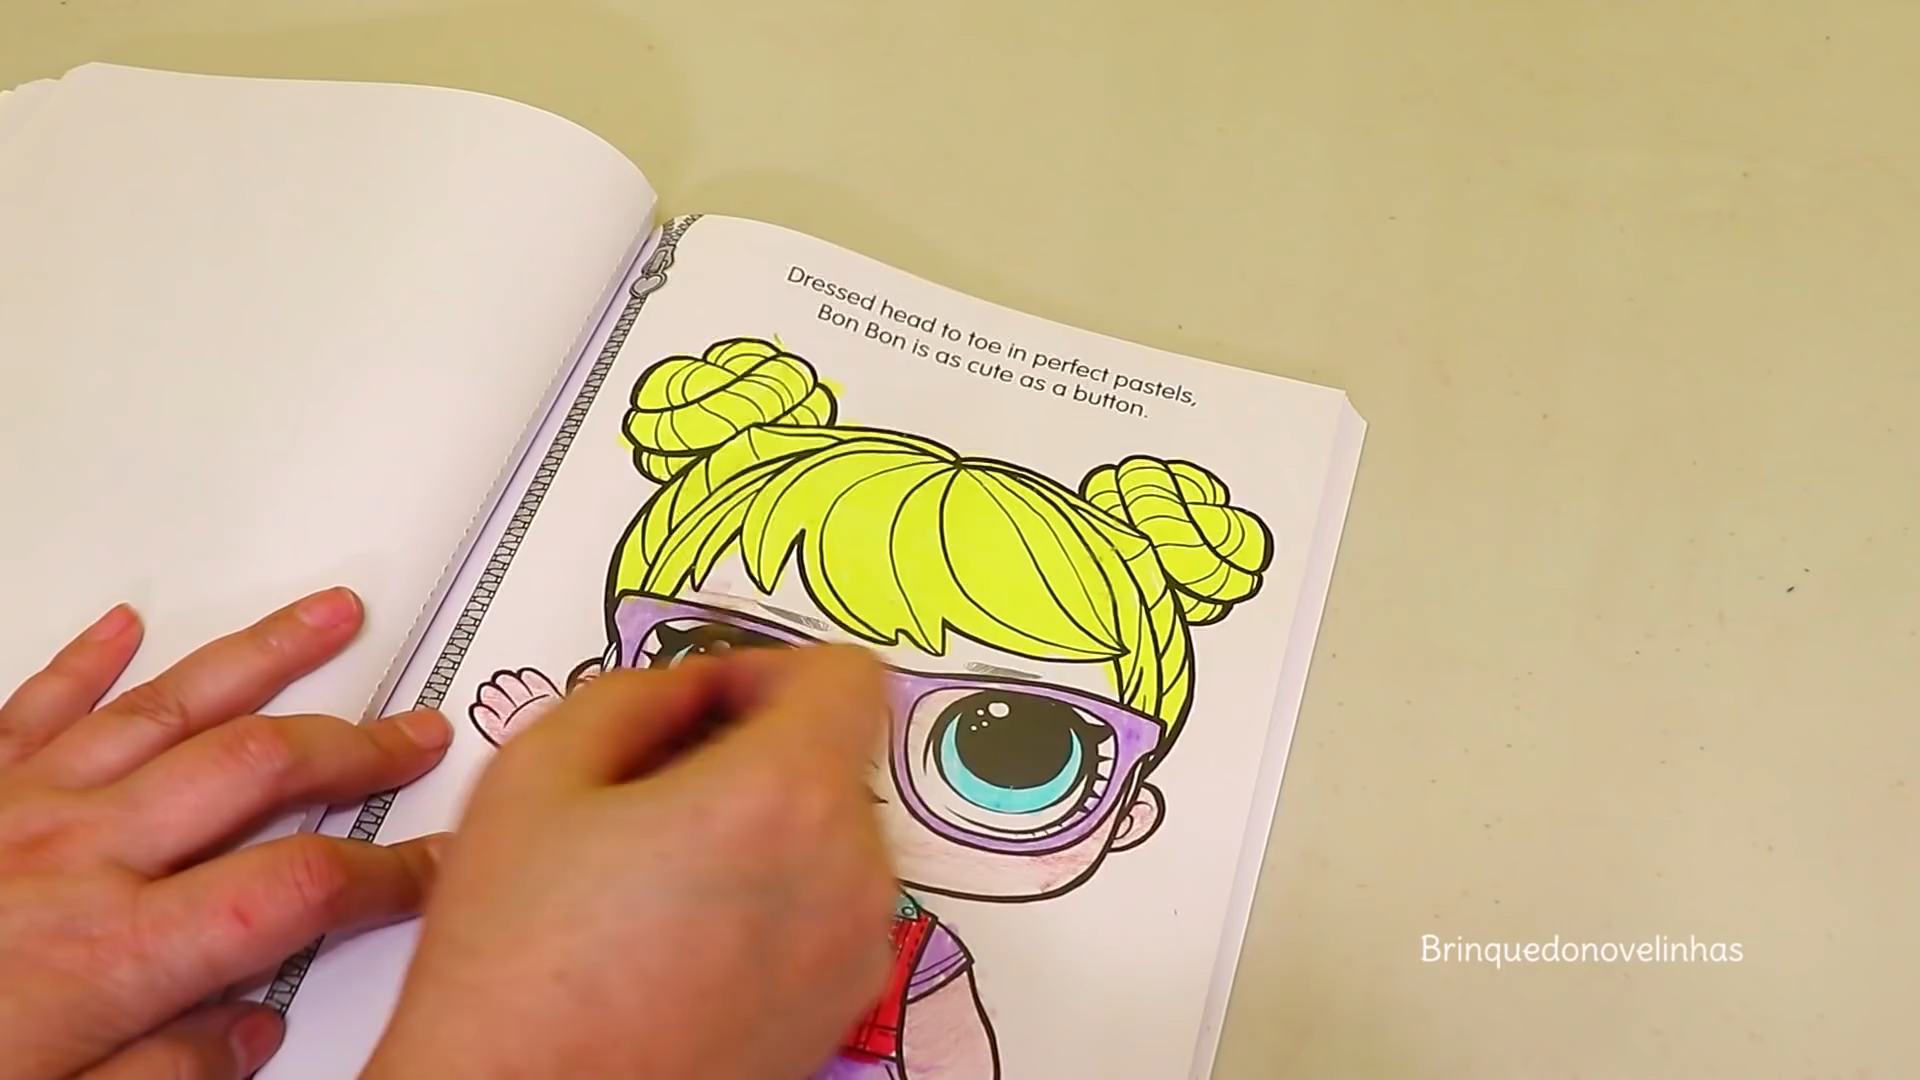 Dressed head to toe in perfect pastels,
Bon Bon is as cute as a button.
Brinquedonovelinhas